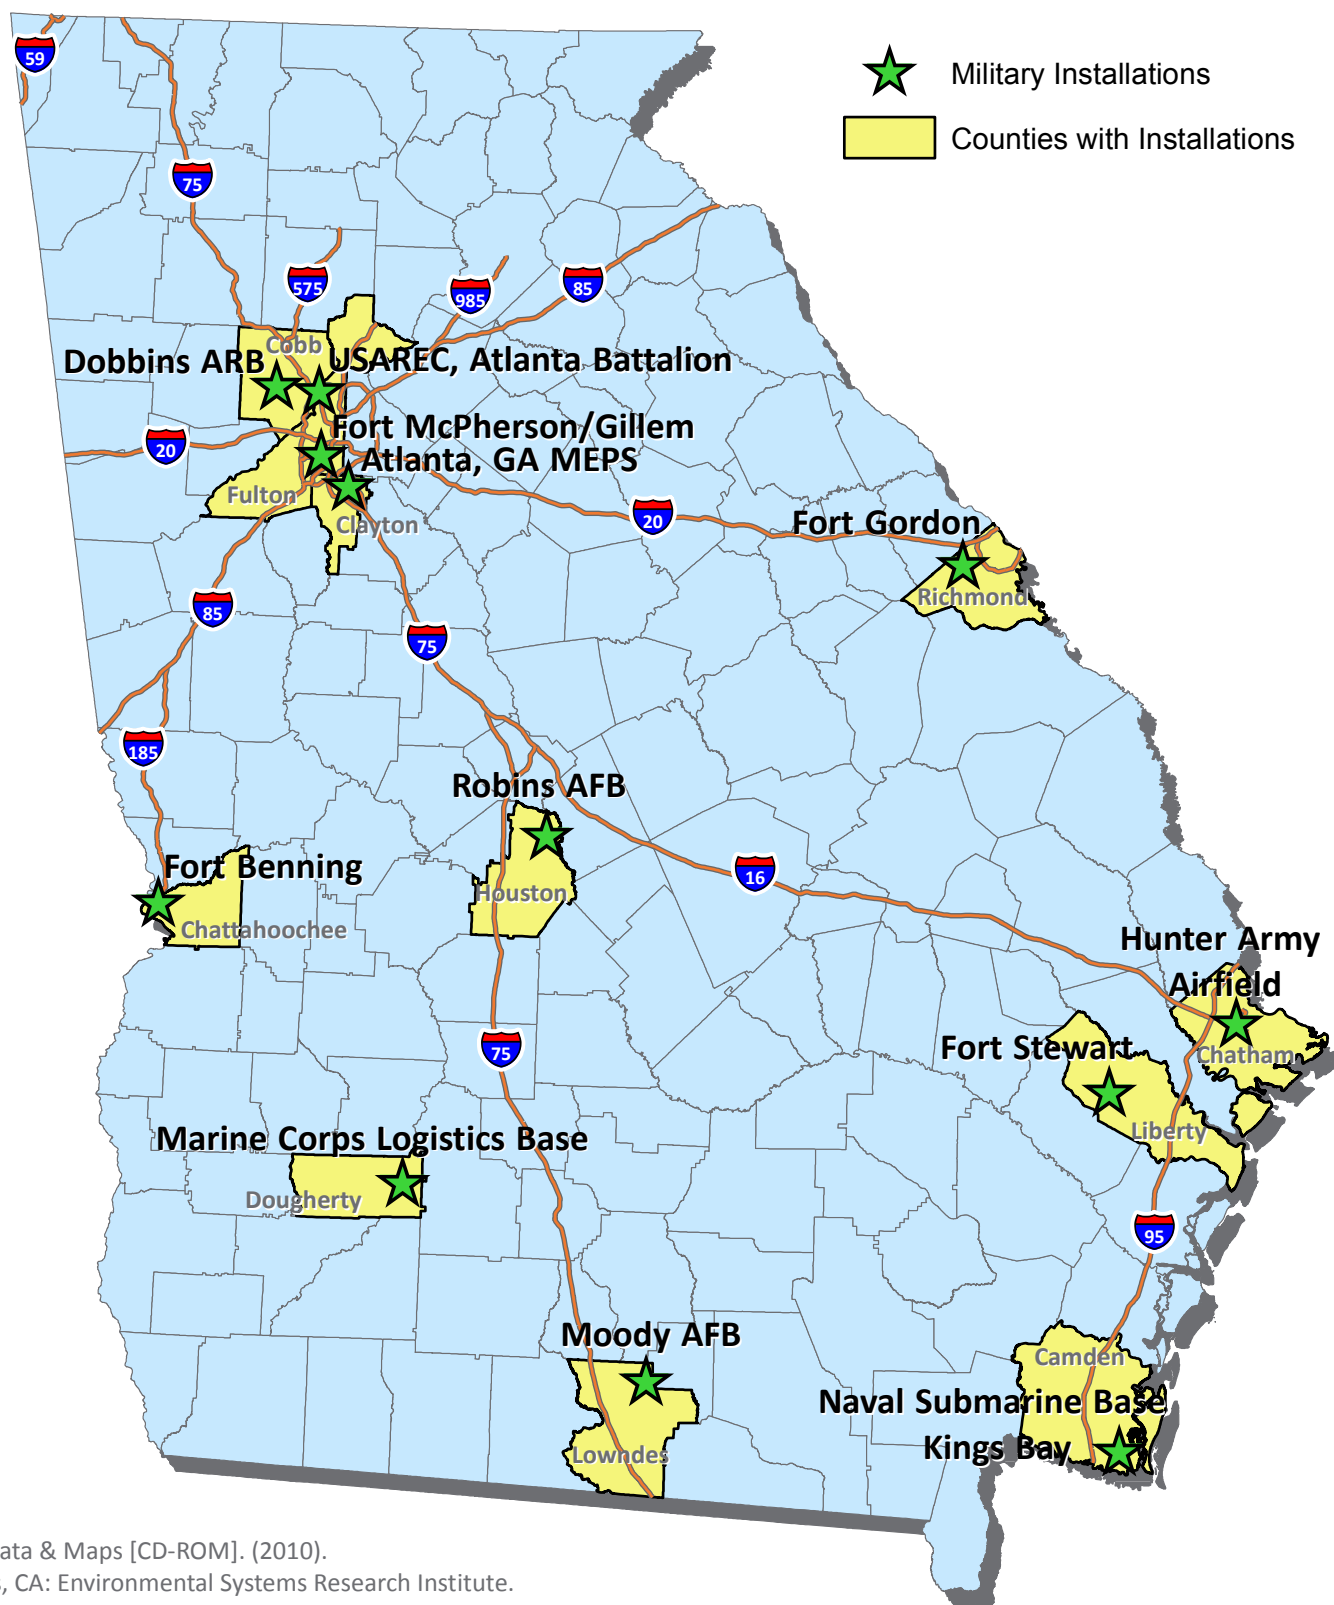 59
Military Installations
Counties with Installations
75
575
985
85
Cobb
Dobbins ARB
USAREC, Atlanta Battalion
Fort McPherson/Gillem
20
Atlanta, GA MEPS
Fulton
Clayton
20
Fort Gordon
Richmond
85
75
185
Robins AFB
Fort Benning
16
Houston
Chattahoochee
Hunter Army
Airfield
Fort Stewart
75
Chatham
Liberty
Marine Corps Logistics Base
Dougherty
95
Moody AFB
Camden
Naval Submarine Base
Kings Bay
Lowndes
ata & Maps [CD-ROM]. (2010).
s, CA: Environmental Systems Research Institute.